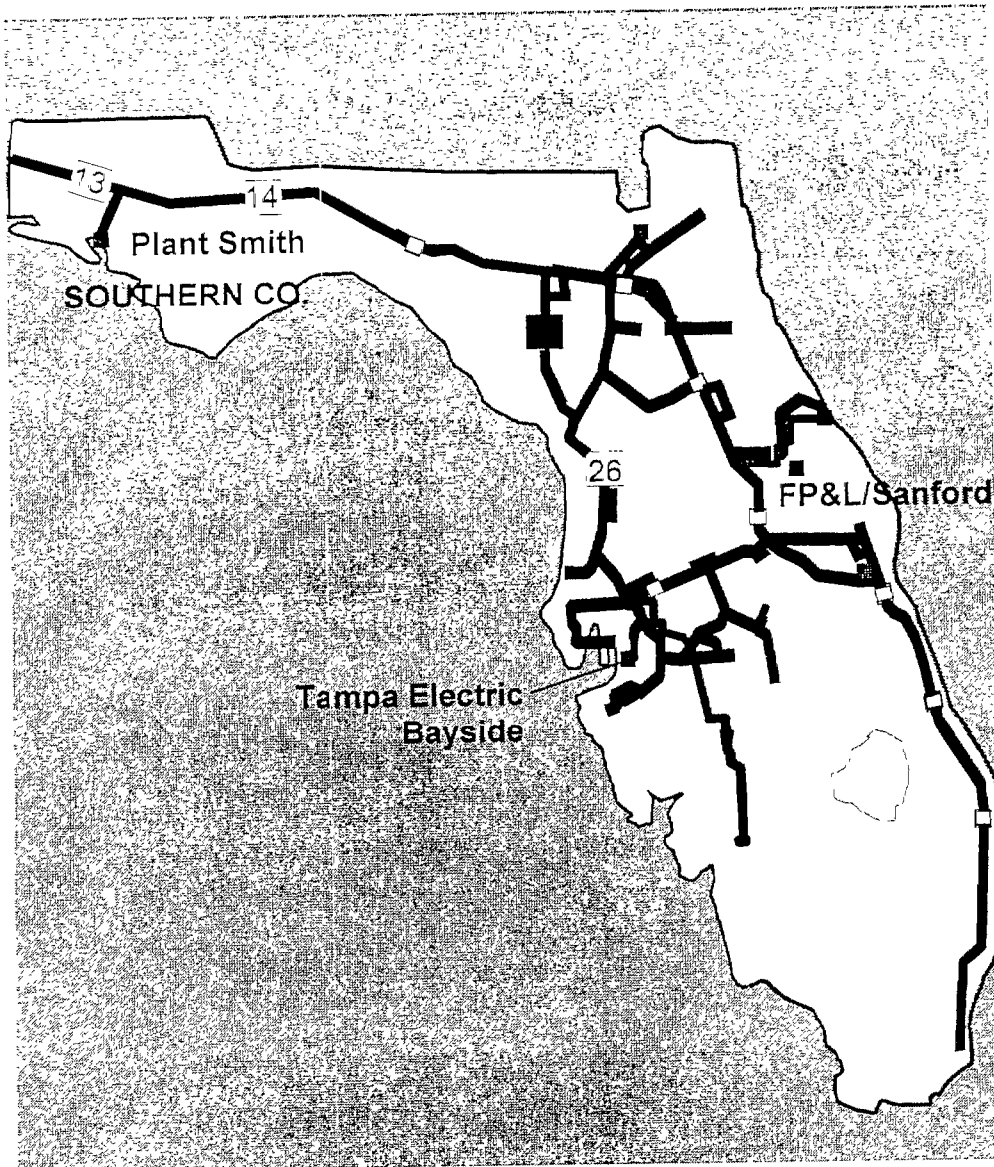 13
14
Plant Smith
SOUTHERN CO.
26
FP&L/Sanford
Tampa Electric
Bayside